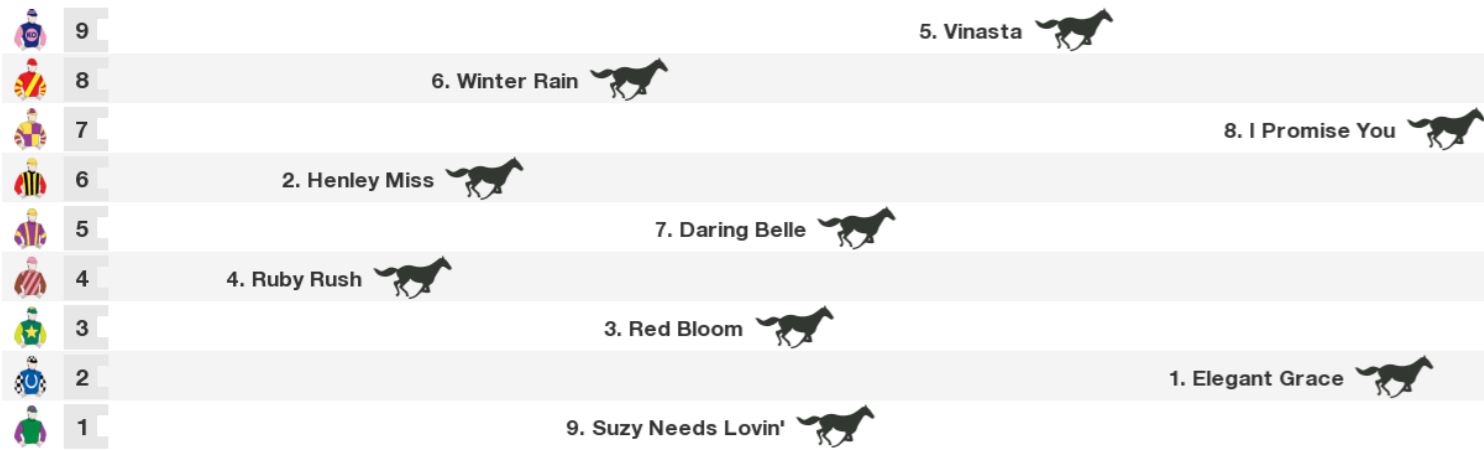 9 5. Vinasta
8 6. Winter Rain
7 8. I Promise You
6 2. Henley Miss
5 7. Daring Belle
4 4. Ruby Rush
3 3. Red Bloom
2 1. Elegant Grace
1 9. Suzy Needs Lovin'